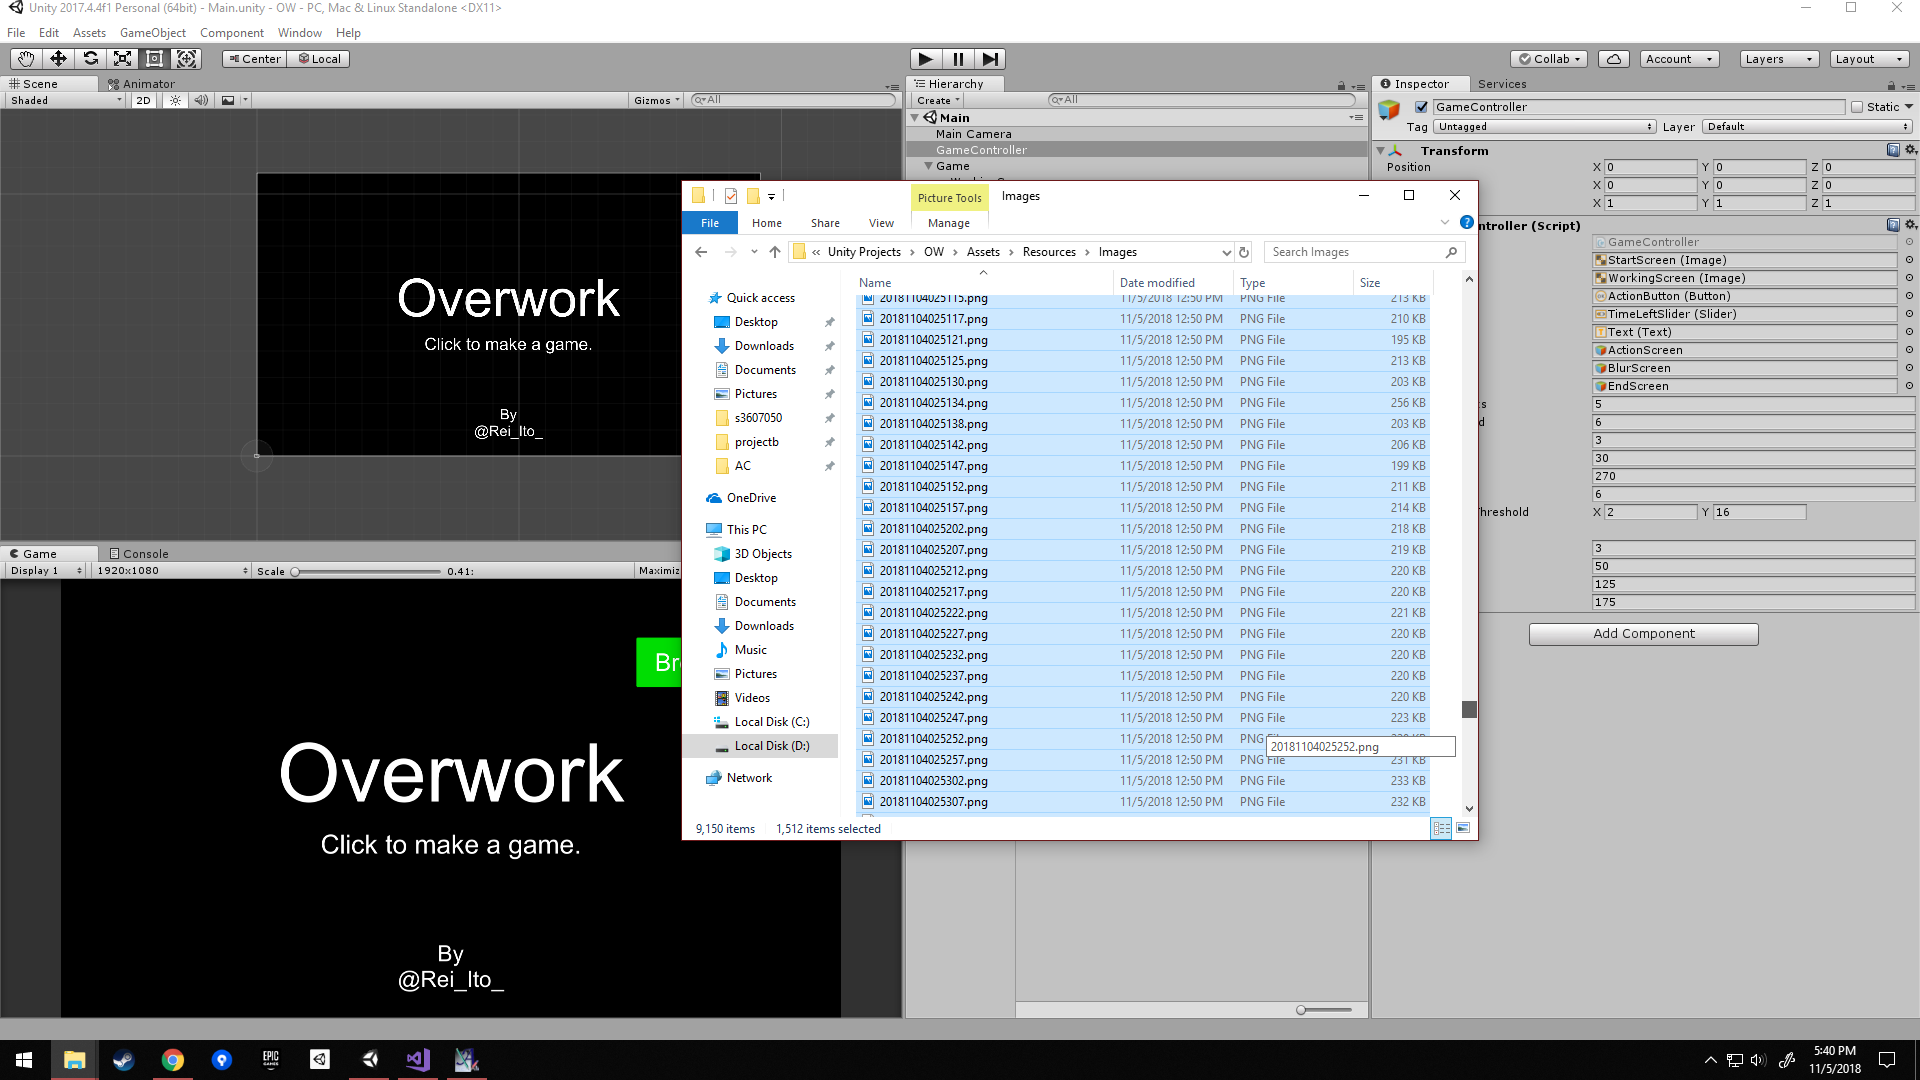 Unity 2017.4.4f1 Personal (64bit) - Main.unity - OW - PC, Mac & Linux Standalone <DX11>
File Edit Assets GameObject Component Window Help
Center Local Collab Account Layers Layout
Scene Animator
Shaded 2D Gizmos All
Overwork
Click to make a game.
By
@Rei_Ito_
Game Console
Display 1 1920x1080 Scale 0.41: Maximiz
Overwork
Click to make a game.
By
@Rei_Ito_
Hierarchy
Create All
Main
Main Camera
GameController
Game
Picture Tools Images
File Home Share View Manage
« Unity Projects > OW > Assets > Resources > Images Search Images
Quick access
Desktop
Downloads
Documents
Pictures
s3607050
projectb
AC
OneDrive
This PC
3D Objects
Desktop
Documents
Downloads
Music
Pictures
Videos
Local Disk (C:)
Local Disk (D:)
Network
Name Date modified Type Size
20181104025115.png 11/5/2018 12:50 PM PNG File 213 KB
20181104025117.png 11/5/2018 12:50 PM PNG File 210 KB
20181104025121.png 11/5/2018 12:50 PM PNG File 195 KB
20181104025125.png 11/5/2018 12:50 PM PNG File 213 KB
20181104025130.png 11/5/2018 12:50 PM PNG File 203 KB
20181104025134.png 11/5/2018 12:50 PM PNG File 256 KB
20181104025138.png 11/5/2018 12:50 PM PNG File 203 KB
20181104025142.png 11/5/2018 12:50 PM PNG File 206 KB
20181104025147.png 11/5/2018 12:50 PM PNG File 199 KB
20181104025152.png 11/5/2018 12:50 PM PNG File 211 KB
20181104025157.png 11/5/2018 12:50 PM PNG File 214 KB
20181104025202.png 11/5/2018 12:50 PM PNG File 218 KB
20181104025207.png 11/5/2018 12:50 PM PNG File 219 KB
20181104025212.png 11/5/2018 12:50 PM PNG File 220 KB
20181104025217.png 11/5/2018 12:50 PM PNG File 220 KB
20181104025222.png 11/5/2018 12:50 PM PNG File 221 KB
20181104025227.png 11/5/2018 12:50 PM PNG File 220 KB
20181104025232.png 11/5/2018 12:50 PM PNG File 220 KB
20181104025237.png 11/5/2018 12:50 PM PNG File 220 KB
20181104025242.png 11/5/2018 12:50 PM PNG File 220 KB
20181104025247.png 11/5/2018 12:50 PM PNG File 223 KB
20181104025252.png 11/5/2018 12:50 PM
20181104025252.png
20181104025257.png 11/5/2018 12:50 PM PNG File 231 KB
20181104025302.png 11/5/2018 12:50 PM PNG File 233 KB
20181104025307.png 11/5/2018 12:50 PM PNG File 232 KB
9,150 items 1,512 items selected
Inspector Services
GameController Static
Tag Untagged Layer Default
Transform
Position X 0 Y 0 Z 0
X 0 Y 0 Z 0
X 1 Y 1 Z 1
ntroller (Script)
GameController
StartScreen (Image)
WorkingScreen (Image)
ActionButton (Button)
TimeLeftSlider (Slider)
Text (Text)
ActionScreen
BlurScreen
EndScreen
5
6
3
30
270
6
hreshold X 2 Y 16
3
50
125
175
Add Component
EPIC GAMES
5:40 PM
11/5/2018